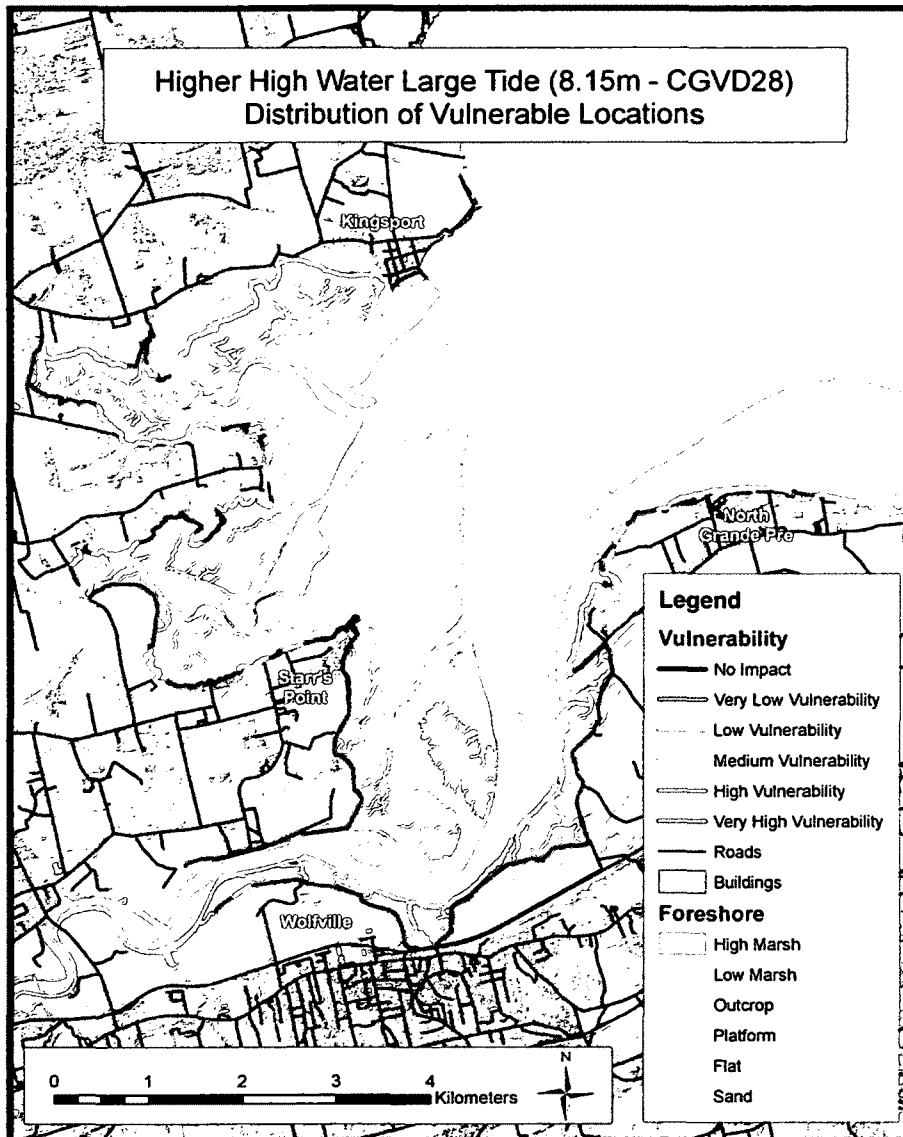 Higher High Water Large Tide (8.15m - CGVD28)
Distribution of Vulnerable Locations
Kingsport
North
Grande Pre
Starr's
Point
Wolfville
Legend
Vulnerability
No Impact
Very Low Vulnerability
Low Vulnerability
Medium Vulnerability
High Vulnerability
Very High Vulnerability
Roads
Buildings
Foreshore
High Marsh
Low Marsh
Outcrop
Platform
Flat
Sand
0 1 2 3 4
Kilometers
N